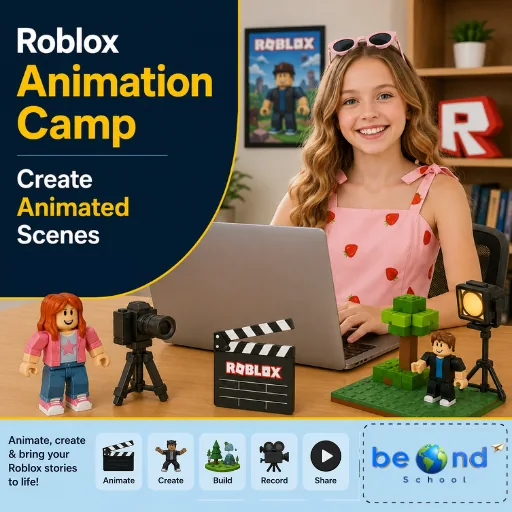 Roblox
Animation
Camp
Create
Animated
Scenes
ROBLOX
R
ROBLOX
Animate, create
& bring your
Roblox stories
to life!
Animate
Create
Build
Record
Share
beyond
School